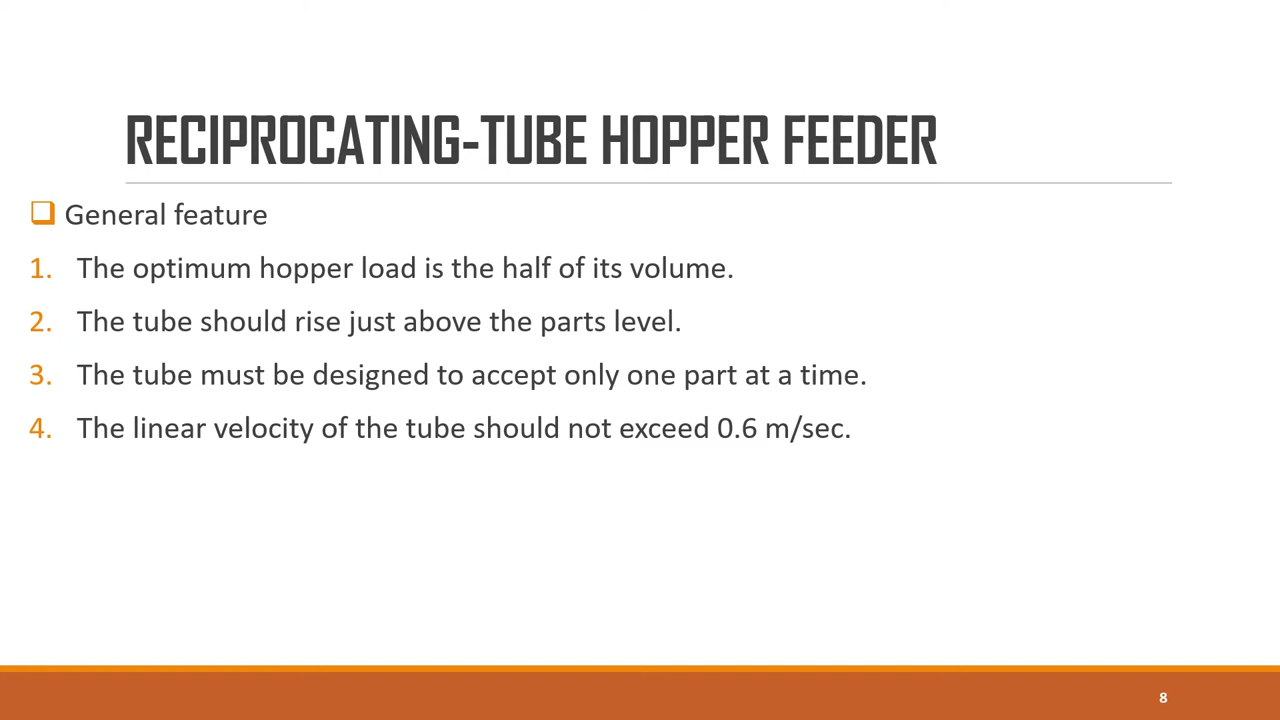 RECIPROCATING-TUBE HOPPER FEEDER
General feature
1. The optimum hopper load is the half of its volume.
2. The tube should rise just above the parts level.
3. The tube must be designed to accept only one part at a time.
4. The linear velocity of the tube should not exceed 0.6 m/sec.
8